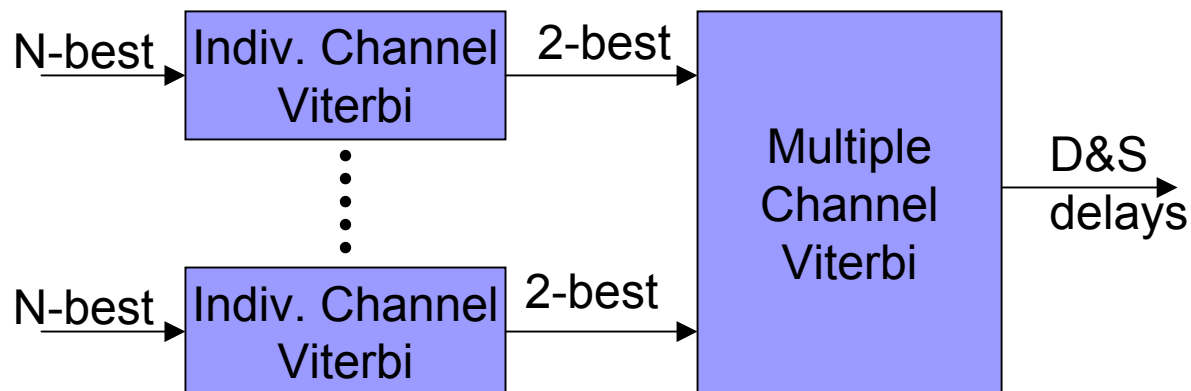 N-best
Indiv. Channel
Viterbi
2-best
Multiple
Channel
Viterbi
D&S
delays
N-best
Indiv. Channel
Viterbi
2-best